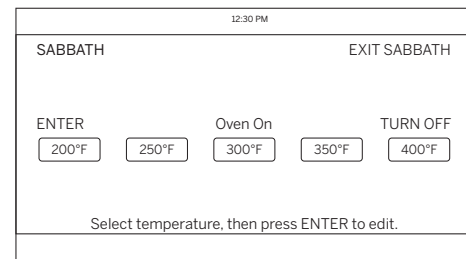 12:30 PM
SABBATH EXIT SABBATH
ENTER Oven On TURN OFF
200°F 250°F 300°F 350°F 400°F
Select temperature, then press ENTER to edit.